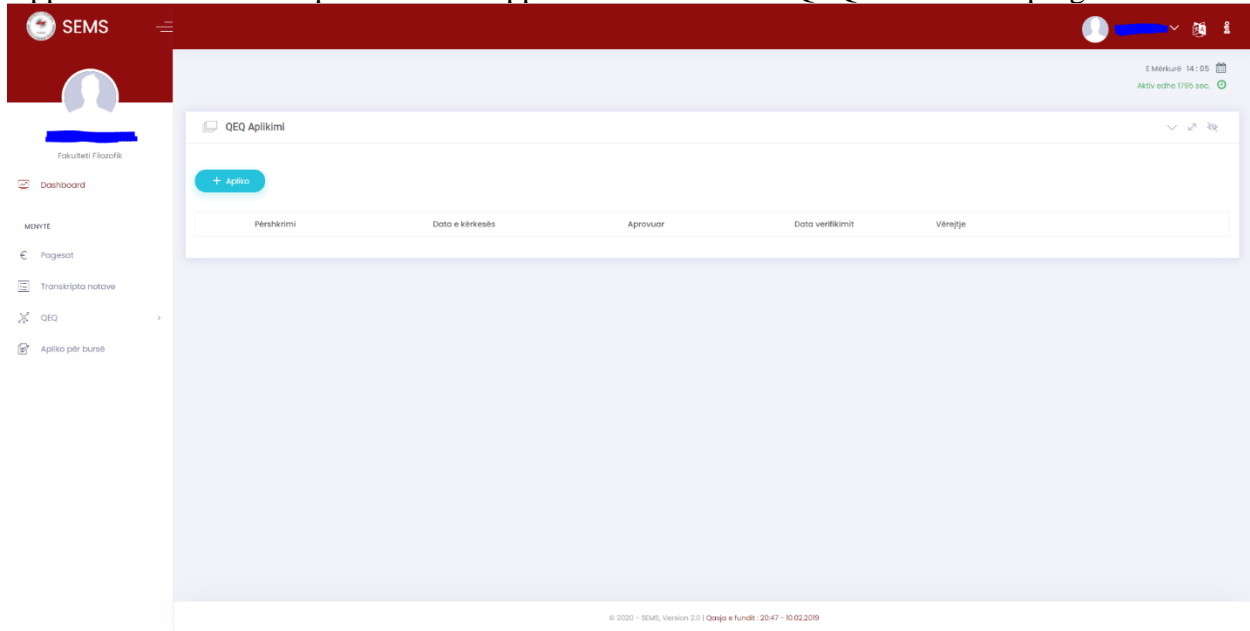 SEMS
E Mërkurë 14:05
Aktiv edhe 1795 sec.
Fakulteti Filozofik
Dashboard
MENYTË
Pagesat
Transkripta notave
QEQ
Apliko për bursë
QEQ Aplikimi
+ Apliko
Përshkrimi Data e kërkesës Aprovuar Data verifikimit Vërejtje
© 2020 - SEMS, Version 2.0 | Qasja e fundit : 20:47 - 10.02.2019